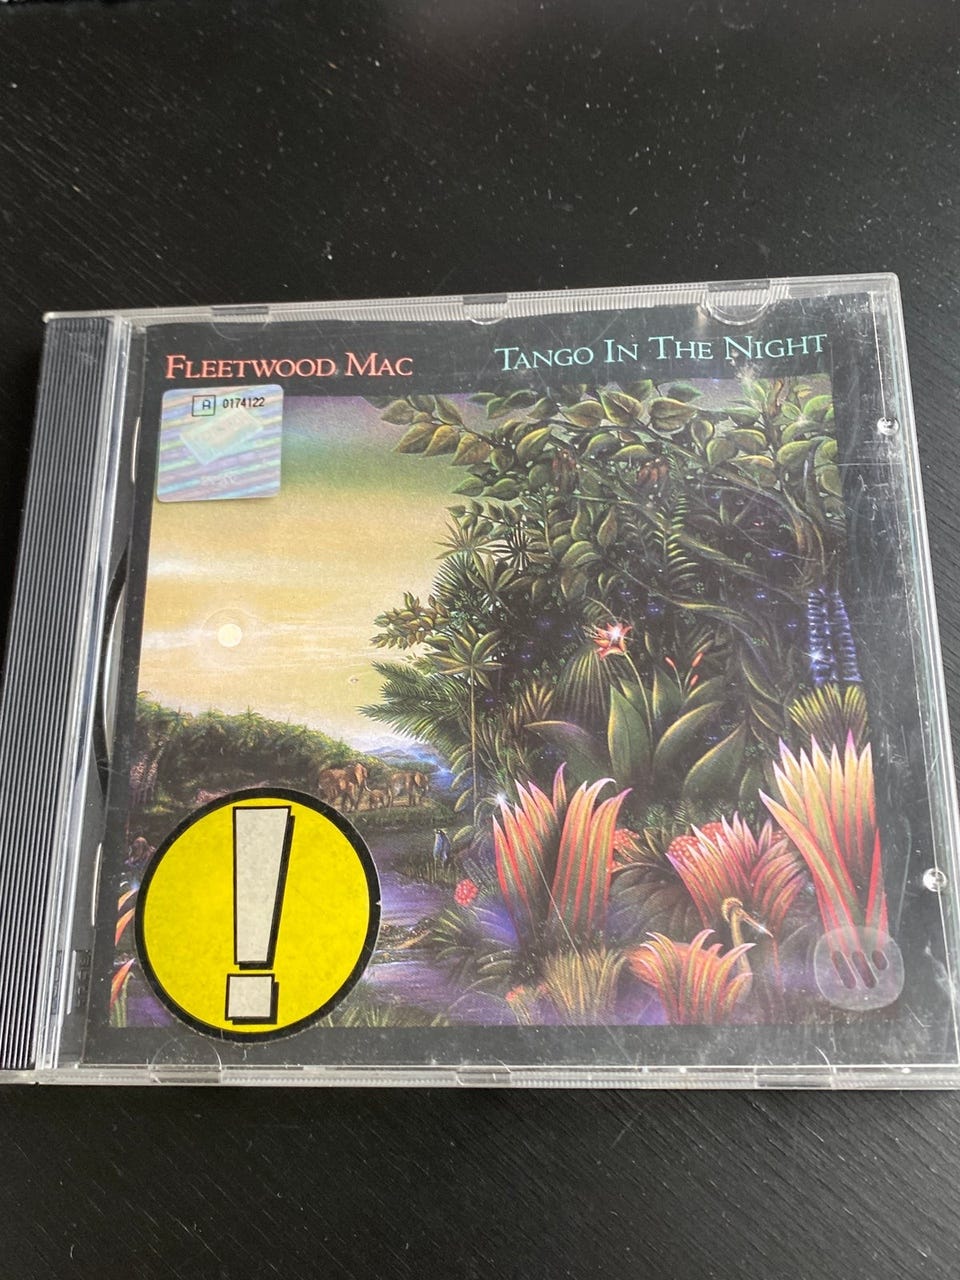 FLEETWOOD MAC
TANGO IN THE NIGHT
A 0174122
!